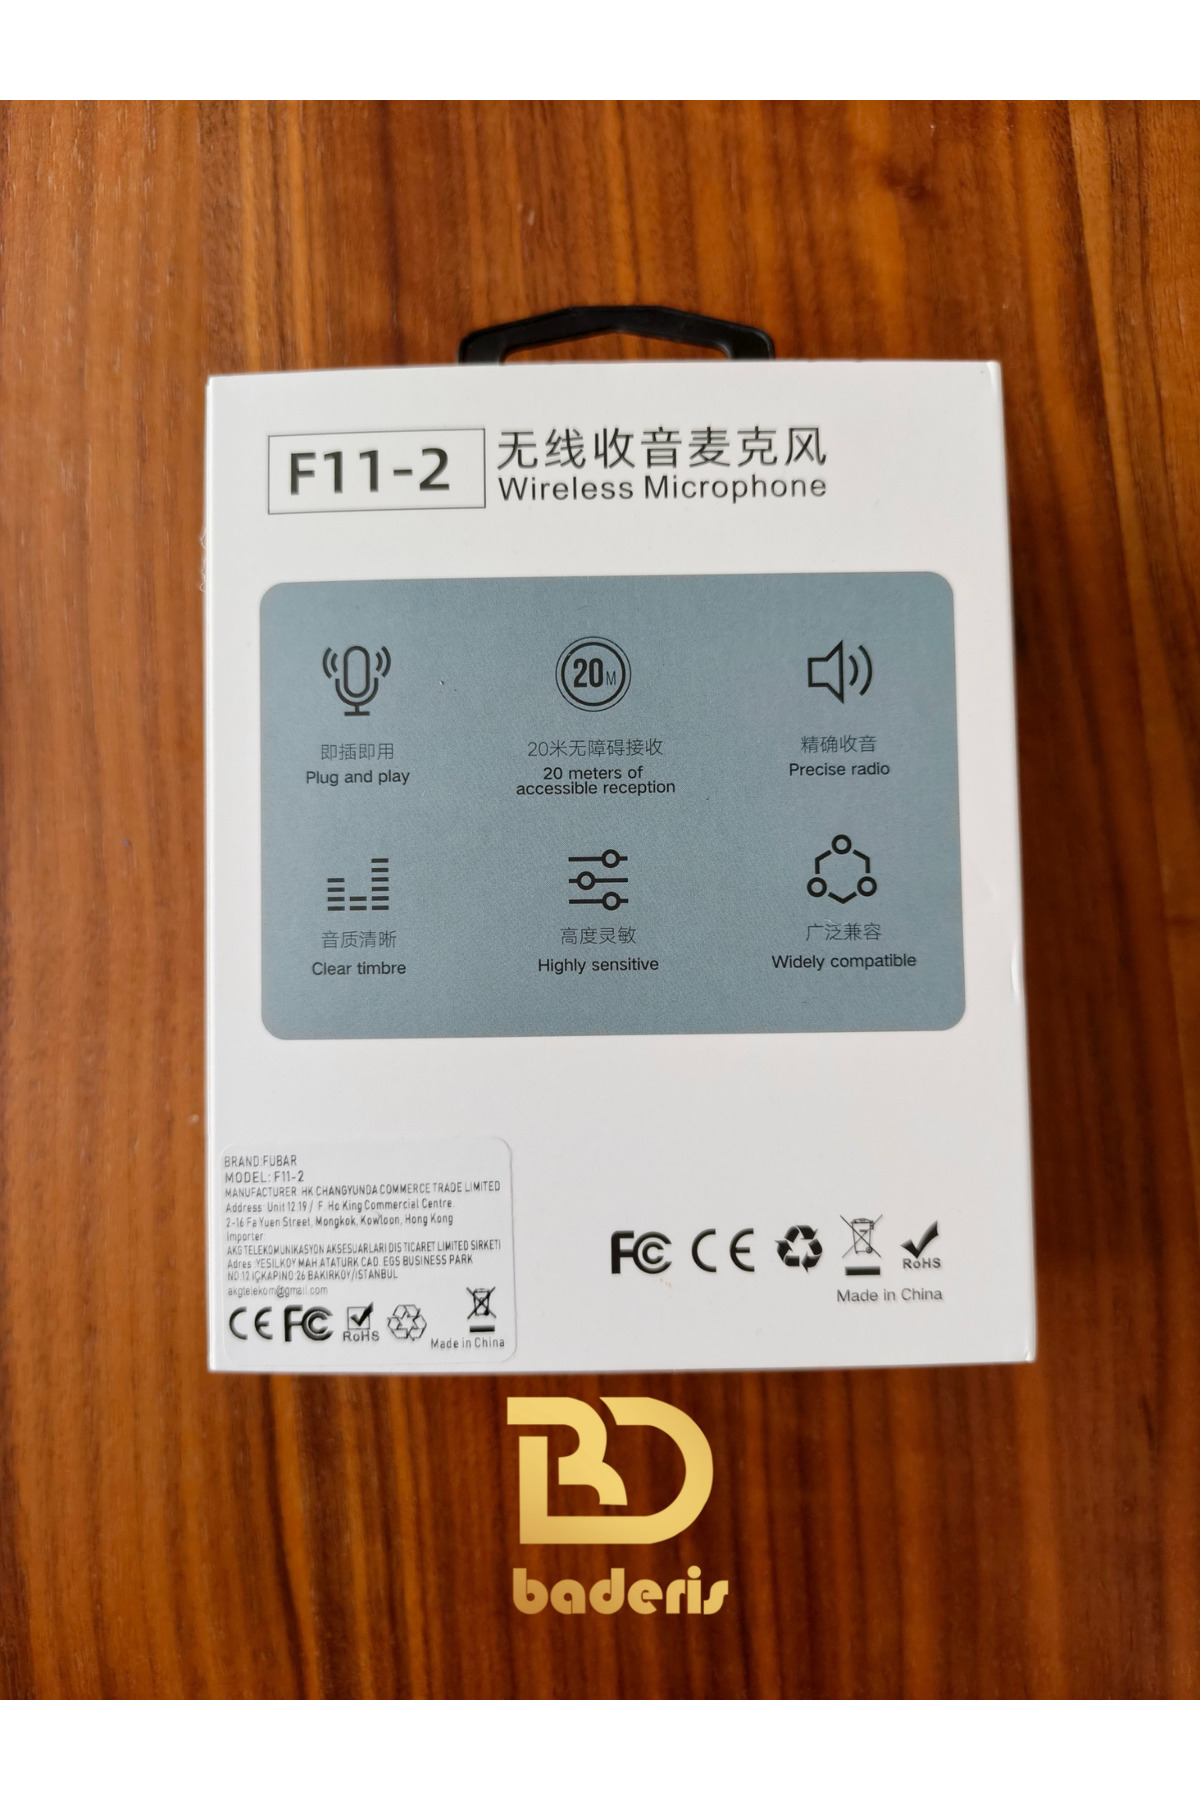 F11-2
无线收音麦克风
Wireless Microphone
20M
即插即用
Plug and play
20米无障碍接收
20 meters of
accessible reception
精确收音
Precise radio
音质清晰
Clear timbre
高度灵敏
Highly sensitive
广泛兼容
Widely compatible
BRAND:FUBAR
MODEL: F11-2
MANUFACTURER HK CHANGYUNDA COMMERCE TRADE LIMITED
Address Unit 1219 / F. Ho King Commercial Centre.
2-16 Fa Yuen Street, Mongkok, Kowloon, Hong Kong
Importer:
AKG TELEKOMUNIKASYON AKSESUARLARI DIS TICARET LIMITED SIRKETI
Adres :YESILKOY MAH.ATATURK CAD. EGS BUSINESS PARK
NO:12 IÇKAPINO:26 BAKIRKÖY/İSTANBUL
akgtelekom@gmail.com
CE FC RoHS
Made in China
FC CE RoHS
Made in China
BD
baderis